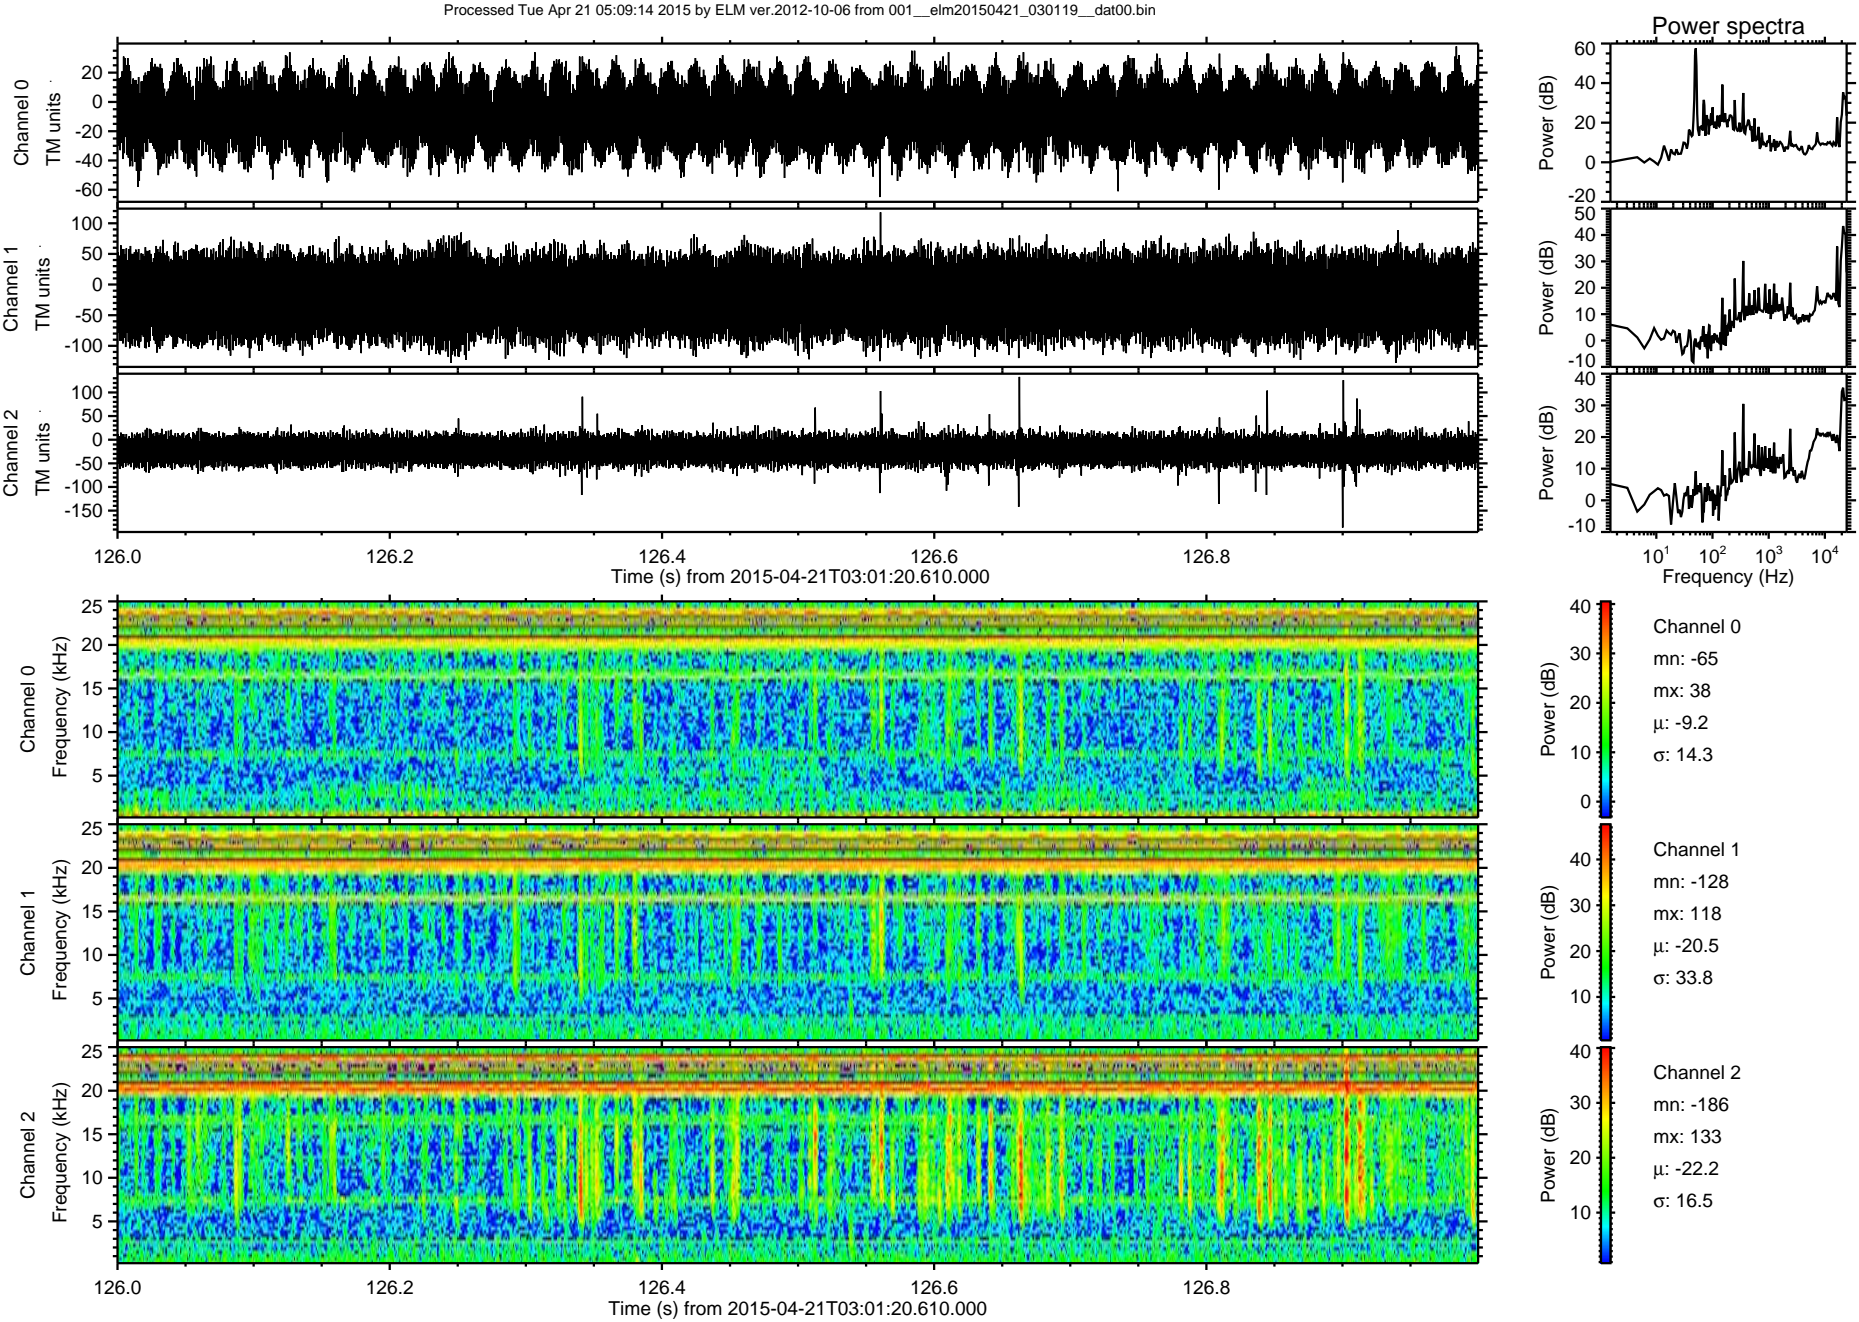 Processed Tue Apr 21 05:09:14 2015 by ELM ver.2012-10-06 from 001__elm20150421_030119__dat00.bin
Power spectra
Channel 0
TM units
20
0
-20
-40
-60
Power (dB)
60
40
20
0
-20
Channel 1
TM units
100
50
0
-50
-100
Power (dB)
50
40
30
20
10
0
-10
Channel 2
TM units
100
50
0
-50
-100
-150
Power (dB)
40
30
20
10
0
-10
126.0 126.2 126.4 126.6 126.8
Time (s) from 2015-04-21T03:01:20.610.000
10¹ 10² 10³ 10⁴
Frequency (Hz)
Channel 0
Frequency (kHz)
25
20
15
10
5
Power (dB)
40
30
20
10
0
Channel 0
mn: -65
mx: 38
μ: -9.2
σ: 14.3
Channel 1
Frequency (kHz)
25
20
15
10
5
Power (dB)
40
30
20
10
Channel 1
mn: -128
mx: 118
μ: -20.5
σ: 33.8
Channel 2
Frequency (kHz)
25
20
15
10
5
Power (dB)
40
30
20
10
Channel 2
mn: -186
mx: 133
μ: -22.2
σ: 16.5
126.0 126.2 126.4 126.6 126.8
Time (s) from 2015-04-21T03:01:20.610.000